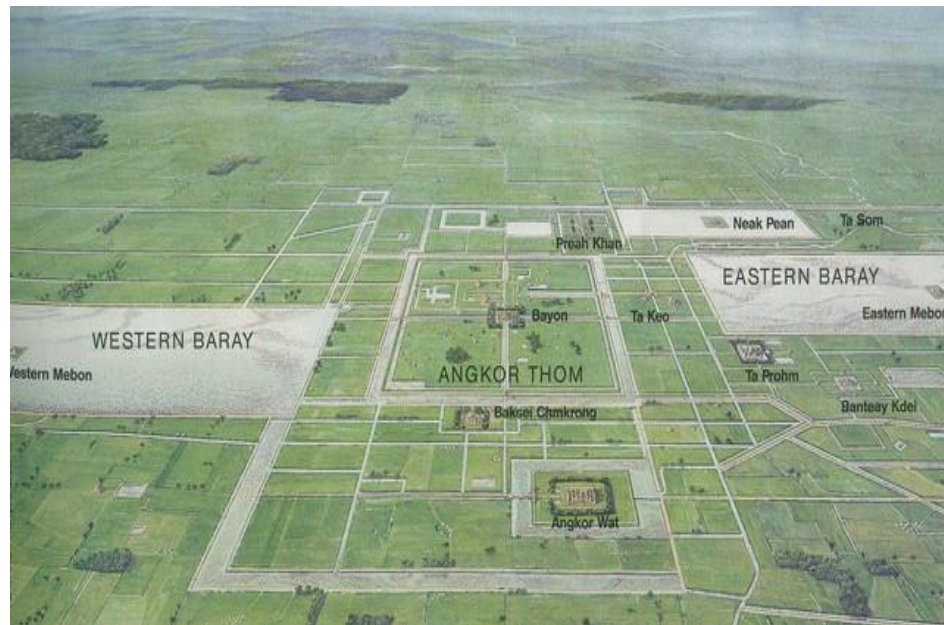 Neak Pean
Ta Som
Preah Khan
EASTERN BARAY
Bayon
Ta Keo
Eastern Mebon
WESTERN BARAY
Western Mebon
ANGKOR THOM
Ta Prohm
Baksei Chmkrong
Banteay Kdei
Angkor Wat